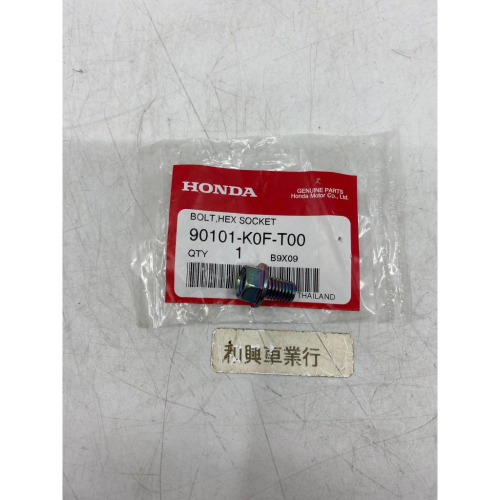 HONDA
GENUINE PARTS
Honda Motor Co., Ltd.
BOLT,HEX SOCKET
90101-K0F-T00
QTY 1 B9X09
THAILAND
和興車業行